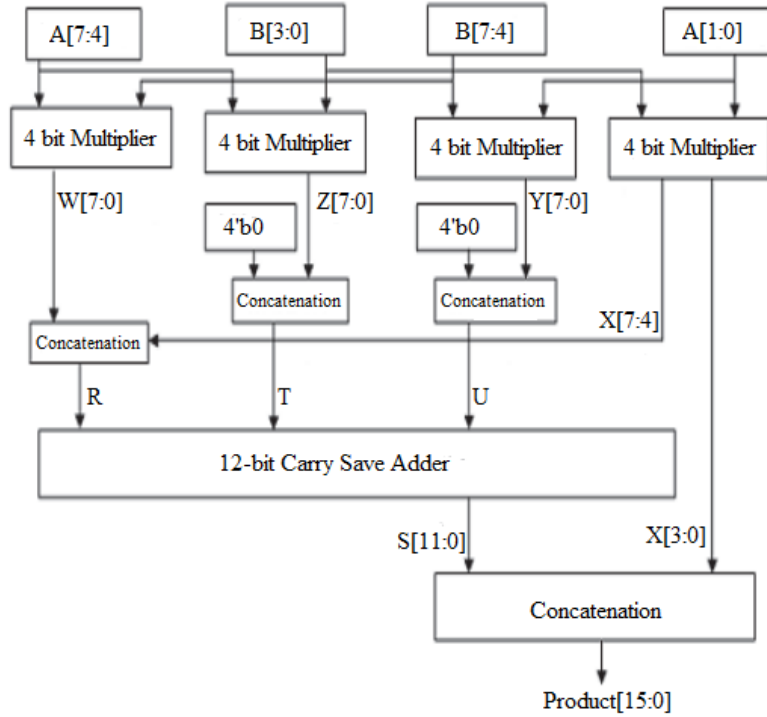 A[7:4]
B[3:0]
B[7:4]
A[1:0]
4 bit Multiplier
4 bit Multiplier
4 bit Multiplier
4 bit Multiplier
W[7:0]
Z[7:0]
Y[7:0]
4'b0
4'b0
Concatenation
Concatenation
X[7:4]
Concatenation
R
T
U
12-bit Carry Save Adder
S[11:0]
X[3:0]
Concatenation
Product[15:0]